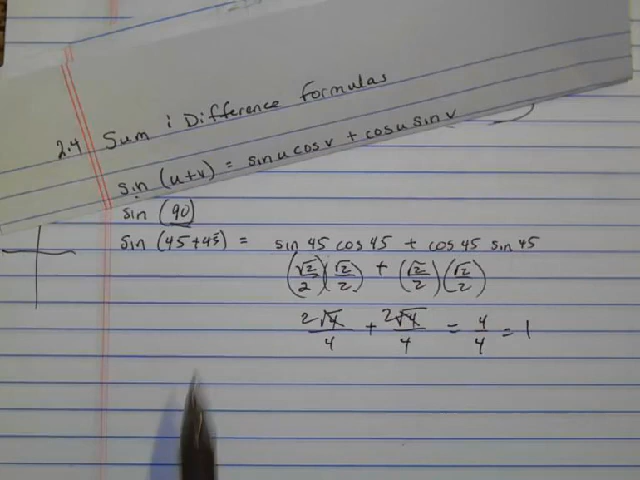 2.4 Sum & Difference Formulas
sin (u+v) = sin u cos v + cos u sin v
sin (90)
sin (45+45) = sin 45 cos 45 + cos 45 sin 45
(√2/2)(√2/2) + (√2/2)(√2/2)
2√4/4 + 2√4/4 = 4/4 = 1